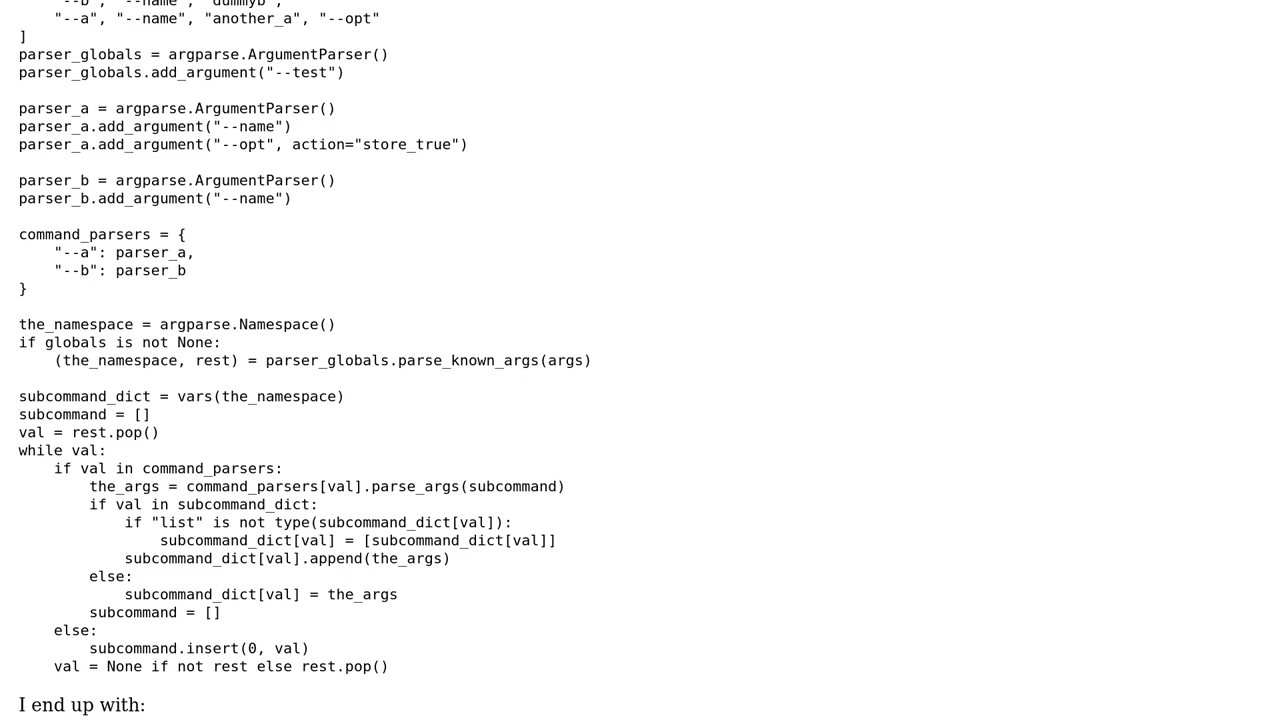 "--b", "--name", "dummyb",
"--a", "--name", "another_a", "--opt"
]
parser_globals = argparse.ArgumentParser()
parser_globals.add_argument("--test")
parser_a = argparse.ArgumentParser()
parser_a.add_argument("--name")
parser_a.add_argument("--opt", action="store_true")
parser_b = argparse.ArgumentParser()
parser_b.add_argument("--name")
command_parsers = {
"--a": parser_a,
"--b": parser_b
}
the_namespace = argparse.Namespace()
if globals is not None:
(the_namespace, rest) = parser_globals.parse_known_args(args)
subcommand_dict = vars(the_namespace)
subcommand = []
val = rest.pop()
while val:
if val in command_parsers:
the_args = command_parsers[val].parse_args(subcommand)
if val in subcommand_dict:
if "list" is not type(subcommand_dict[val]):
subcommand_dict[val] = [subcommand_dict[val]]
subcommand_dict[val].append(the_args)
else:
subcommand_dict[val] = the_args
subcommand = []
else:
subcommand.insert(0, val)
val = None if not rest else rest.pop()
I end up with: